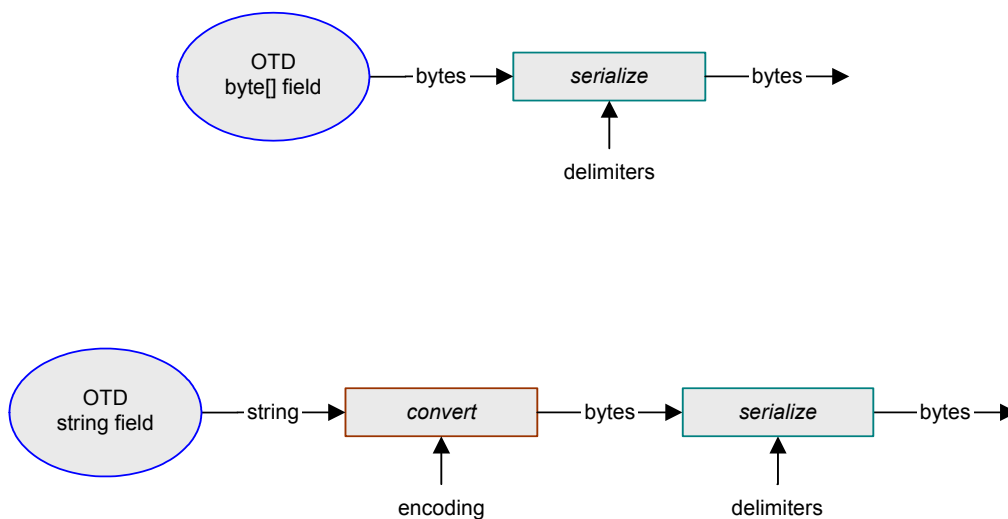 OTD
byte[] field
bytes
serialize
bytes
delimiters
OTD
string field
string
convert
bytes
serialize
bytes
encoding
delimiters